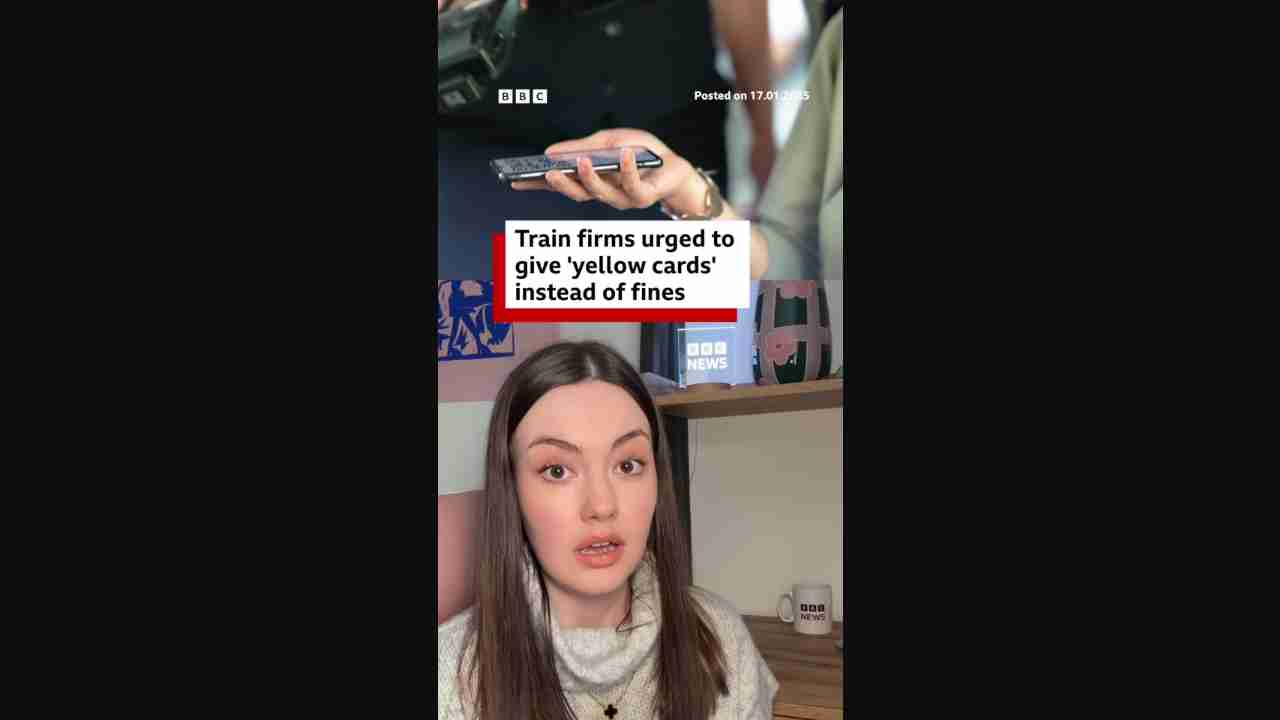 BBC
Posted on 17.01.2025
Train firms urged to
give 'yellow cards'
instead of fines
BBC
NEWS
BBC
NEWS